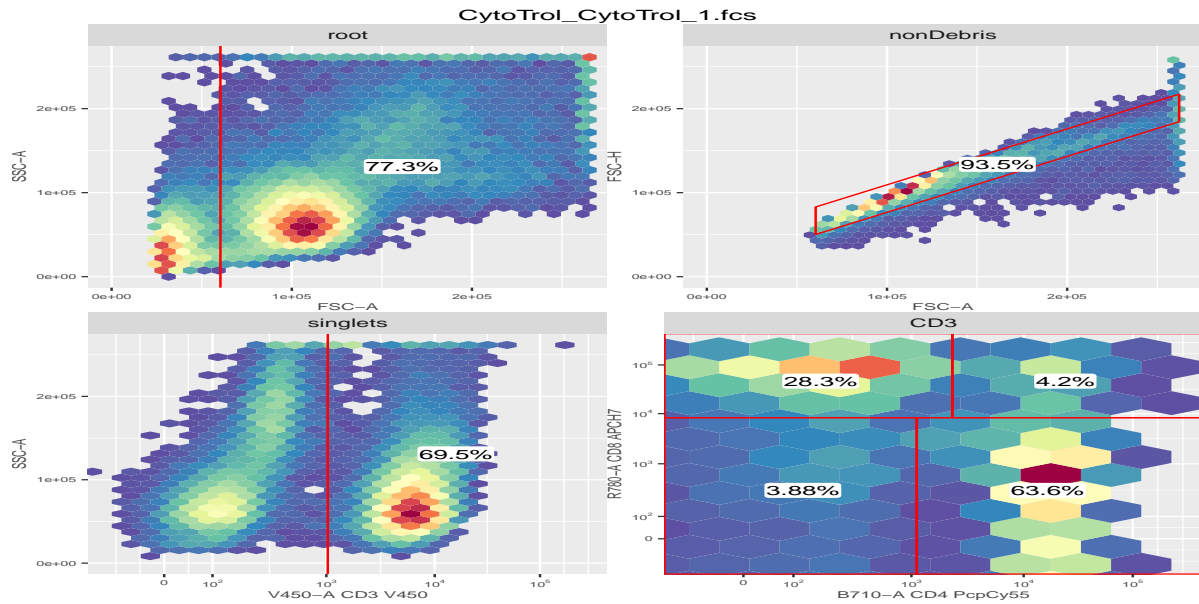 CytoTrol_CytoTrol_1.fcs
root
nonDebris
SSC−A
2e+05
1e+05
0e+00
77.3%
0e+00
1e+05
2e+05
FSC−A
FSC−H
2e+05
1e+05
0e+00
93.5%
0e+00
1e+05
2e+05
FSC−A
singlets
CD3
SSC−A
2e+05
1e+05
0e+00
69.5%
0
10²
10³
10⁴
10⁵
V450−A CD3 V450
R780−A CD8 APCH7
10⁵
10⁴
10³
10²
0
28.3%
4.2%
3.88%
63.6%
0
10²
10³
10⁴
10⁵
B710−A CD4 PcpCy55